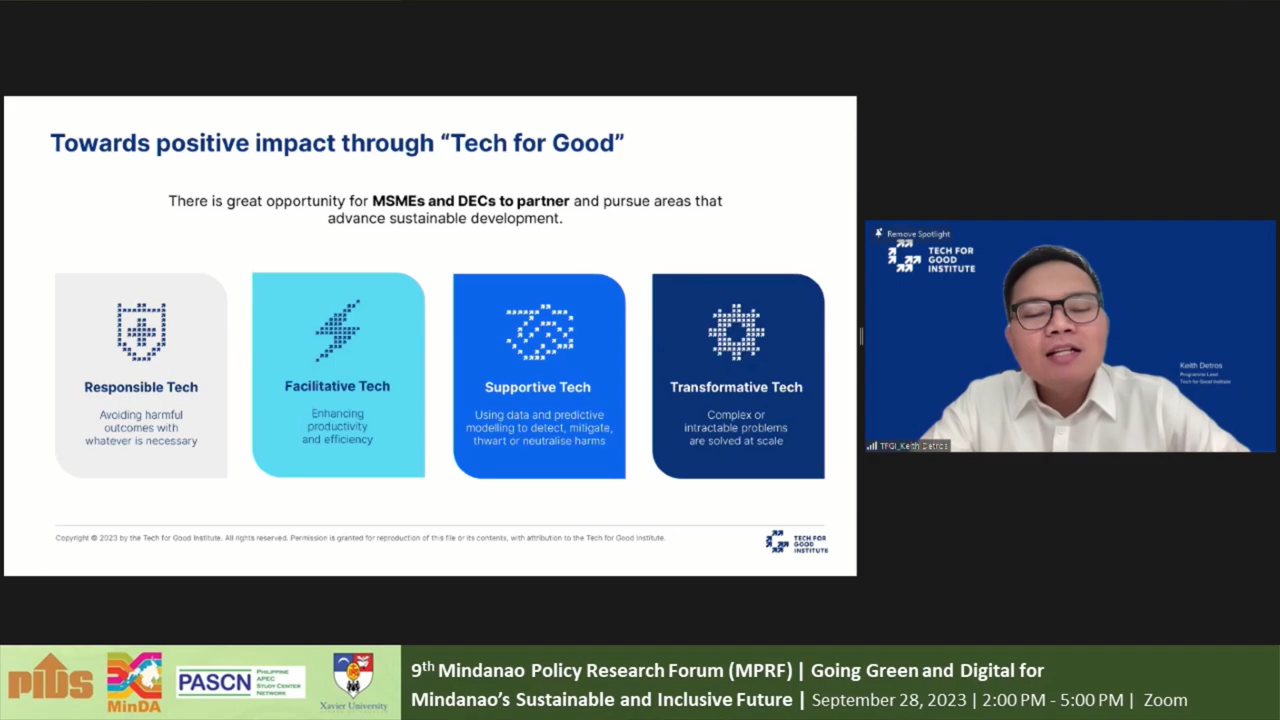 Towards positive impact through “Tech for Good”
There is great opportunity for MSMEs and DECs to partner and pursue areas that
advance sustainable development.
Responsible Tech
Avoiding harmful
outcomes with
whatever is necessary
Facilitative Tech
Enhancing
productivity
and efficiency
Supportive Tech
Using data and predictive
modelling to detect, mitigate,
thwart or neutralise harms
Transformative Tech
Complex or
intractable problems
are solved at scale
Copyright © 2023 by the Tech for Good Institute. All rights reserved. Permission is granted for reproduction of this file or its contents, with attribution to the Tech for Good Institute.
TECH FOR
GOOD
INSTITUTE
Remove Spotlight
TECH FOR
GOOD
INSTITUTE
Keith Detros
Programme Lead
Tech for Good Institute
TFGI_Keith Detros
PIDS
MinDA
PASCN
PHILIPPINE
APEC
STUDY CENTER
NETWORK
Xavier University
9th Mindanao Policy Research Forum (MPRF) | Going Green and Digital for
Mindanao’s Sustainable and Inclusive Future | September 28, 2023 | 2:00 PM - 5:00 PM | Zoom